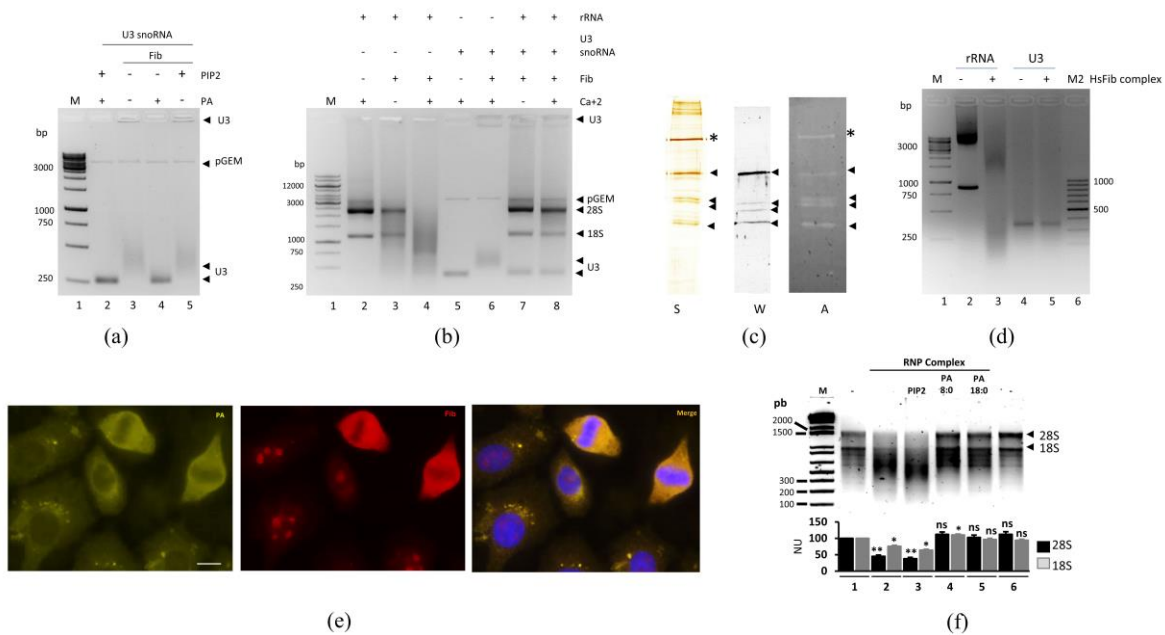 U3 snoRNA
Fib
+ - - + PIP2
M + - + - PA
bp
U3
pGEM
3000
1000
750
U3
250
1 2 3 4 5
(a)
+ + + - - + + rRNA
U3
- - - + + + + snoRNA
- + + - + + + Fib
M + - + + + - + Ca+2
U3
bp
12000
3000
pGEM
28S
18S
1000
750
U3
250
1 2 3 4 5 6 7 8
(b)
*
*
S W A
(c)
rRNA U3
M - + - + M2 HsFib complex
bp
3000
1000
750
250
1000
500
1 2 3 4 5 6
(d)
PA
Merge
(e)
RNP Complex
PA PA
M - - PIP2 8:0 18:0 -
pb
2000
1500
28S
18S
300
200
100
100
50
0
NU
** * ** * ns * ns ns ns ns
28S
18S
1 2 3 4 5 6
(f)